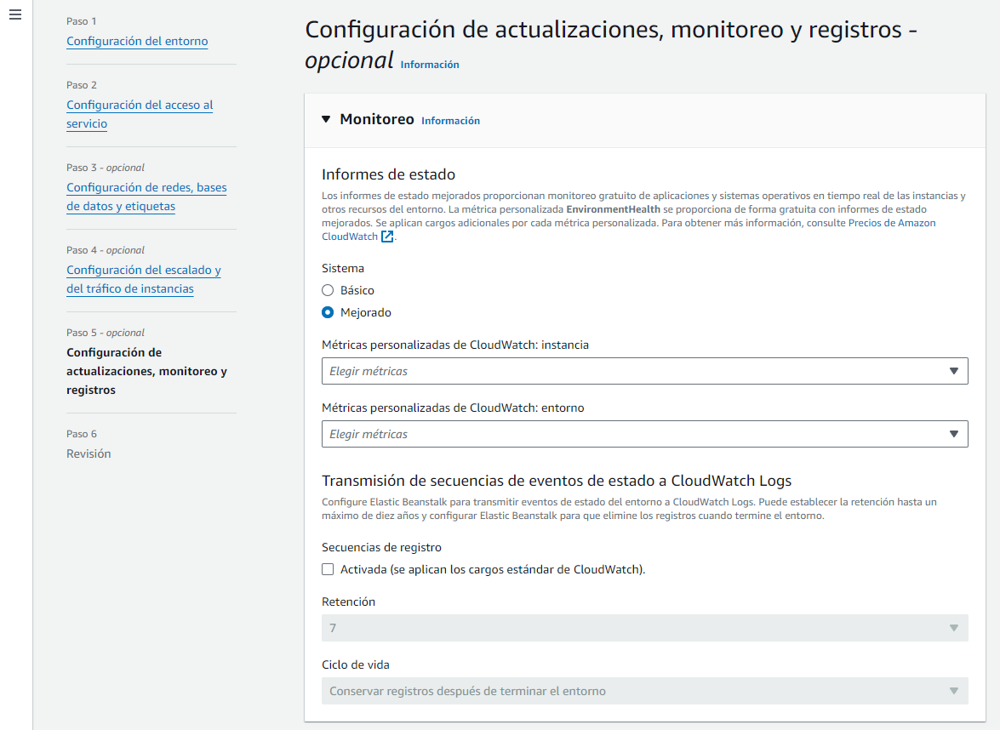 Paso 1
Configuración del entorno
Paso 2
Configuración del acceso al
servicio
Paso 3 - opcional
Configuración de redes, bases
de datos y etiquetas
Paso 4 - opcional
Configuración del escalado y
del tráfico de instancias
Paso 5 - opcional
Configuración de
actualizaciones, monitoreo y
registros
Paso 6
Revisión
Configuración de actualizaciones, monitoreo y registros -
opcional Información
Monitoreo Información
Informes de estado
Los informes de estado mejorados proporcionan monitoreo gratuito de aplicaciones y sistemas operativos en tiempo real de las instancias y
otros recursos del entorno. La métrica personalizada EnvironmentHealth se proporciona de forma gratuita con informes de estado
mejorados. Se aplican cargos adicionales por cada métrica personalizada. Para obtener más información, consulte Precios de Amazon
CloudWatch.
Sistema
Básico
Mejorado
Métricas personalizadas de CloudWatch: instancia
Elegir métricas
Métricas personalizadas de CloudWatch: entorno
Elegir métricas
Transmisión de secuencias de eventos de estado a CloudWatch Logs
Configure Elastic Beanstalk para transmitir eventos de estado del entorno a CloudWatch Logs. Puede establecer la retención hasta un
máximo de diez años y configurar Elastic Beanstalk para que elimine los registros cuando termine el entorno.
Secuencias de registro
Activada (se aplican los cargos estándar de CloudWatch).
Retención
7
Ciclo de vida
Conservar registros después de terminar el entorno